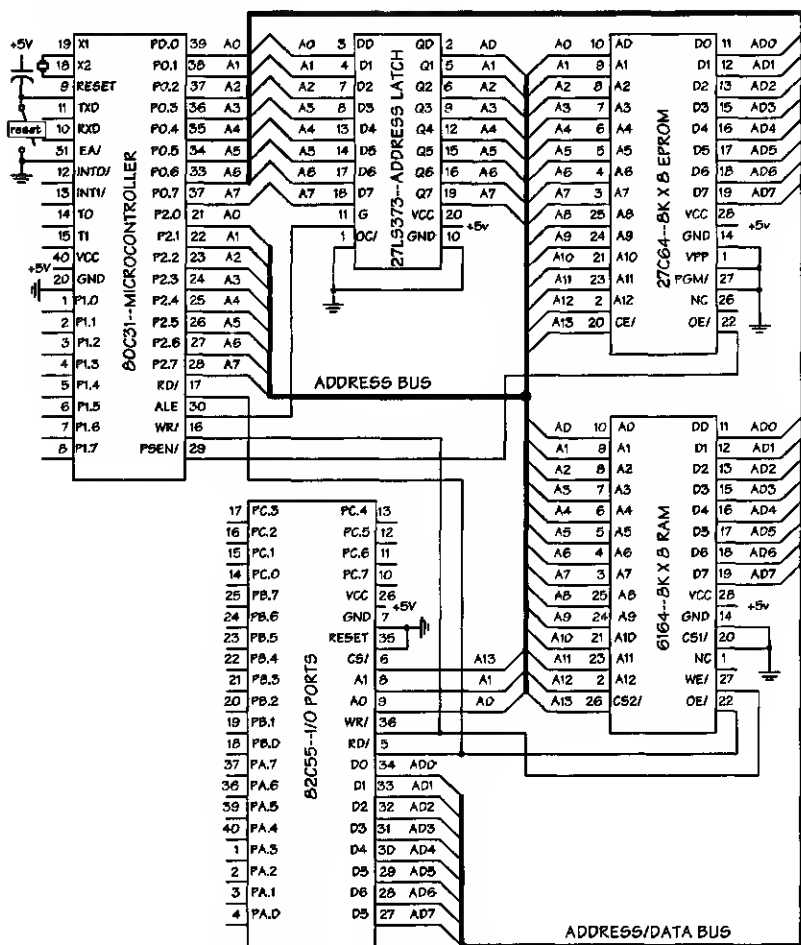 +5V
reset
19 X1 PD.0 39 A0
18 X2 P0.1 38 A1
9 RESET P0.2 37 A2
11 TXD P0.3 36 A3
10 RXD P0.4 35 A4
31 EA/ P0.5 34 A5
12 INTD/ P0.6 33 A6
13 INT1/ P0.7 37 A7
14 TO P2.0 21 A0
15 T1 P2.1 22 A1
40 VCC P2.2 23 A2
+5V
20 GND P2.3 24 A3
1 P1.0 P2.4 25 A4
2 P1.1 P2.5 26 A5
3 P1.2 P2.6 27 A6
4 P1.3 P2.7 28 A7
5 P1.4 RD/ 17
6 P1.5 ALE 30
7 P1.6 WR/ 16
8 P1.7 PSEN/ 29
80C31--MICROCONTROLLER
A0 3 DD QD 2 AD
A1 4 D1 Q1 5 A1
A2 7 D2 Q2 6 A2
A3 8 D3 Q3 9 A3
A4 13 D4 Q4 12 A4
A5 14 D5 Q5 15 A5
A6 17 D6 Q6 16 A6
A7 18 D7 Q7 19 A7
11 G VCC 20
+5v
1 OC/ GND 10
27LS373--ADDRESS LATCH
A0 10 AD DO 11 AD0
A1 9 A1 D1 12 AD1
A2 8 A2 D2 13 AD2
A3 7 A3 D3 15 AD3
A4 6 A4 D4 16 AD4
A5 5 A5 D5 17 AD5
A6 4 A6 D6 18 AD6
A7 3 A7 D7 19 AD7
A8 25 A8 VCC 28
+5v
A9 24 A9 GND 14
A10 21 A10 VPP 1
A11 23 A11 PGM/ 27
A12 2 A12 NC 26
A13 20 CE/ OE/ 22
27C64--8K X 8 EPROM
ADDRESS BUS
AD 10 A0 DD 11 AD0
A1 9 A1 D1 12 AD1
A2 8 A2 D2 13 AD2
A3 7 A3 D3 15 AD3
A4 6 A4 D4 16 AD4
A5 5 A5 D5 17 AD5
A6 4 A6 D6 18 AD6
A7 3 A7 D7 19 AD7
A8 25 A8 VCC 28
+5v
A9 24 A9 GND 14
A10 21 A10 CS1/ 20
A11 23 A11 NC 1
A12 2 A12 WE/ 27
A13 26 CS2/ OE/ 22
6164--8K X 8 RAM
17 PC.3 PC.4 13
16 PC.2 PC.5 12
15 PC.1 PC.6 11
14 PC.0 PC.7 10
25 PB.7 VCC 26
+5V
24 PB.6 GND 7
23 PB.5 RESET 35
22 PB.4 CS/ 6 A13
21 PB.3 A1 8 A1
20 PB.2 A0 9 AD
19 PB.1 WR/ 36
18 PB.D RD/ 5
37 PA.7 DO 34 AD0
36 PA.6 D1 33 AD1
39 PA.5 D2 32 AD2
40 PA.4 D3 31 AD3
1 PA.3 D4 30 AD4
2 PA.2 D5 29 AD5
3 PA.1 D6 28 AD6
4 PA.D D5 27 AD7
82C55--I/O PORTS
ADDRESS/DATA BUS